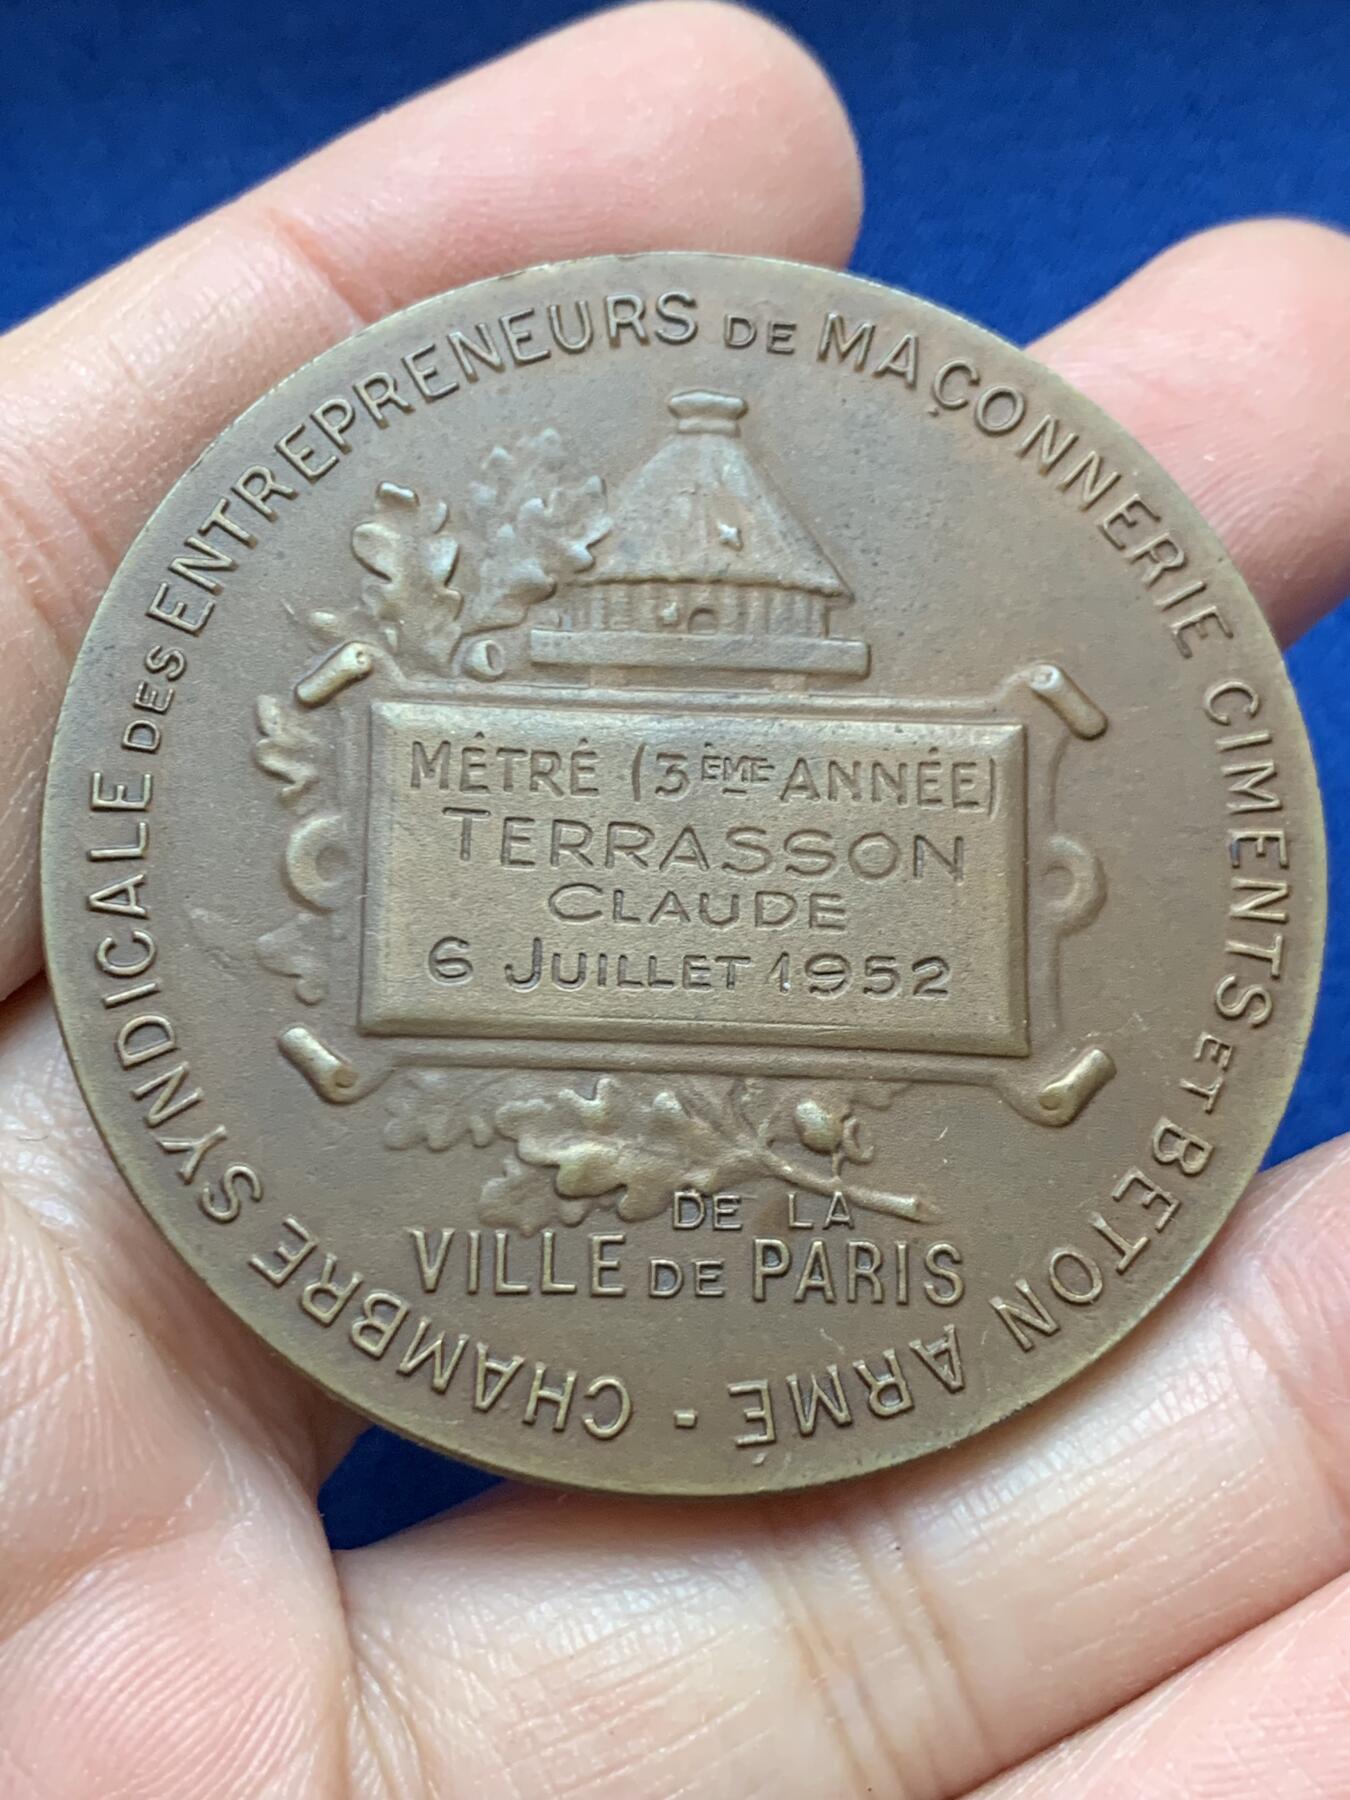 CHAMBRE SYNDICALE DES ENTREPRENEURS DE MAÇONNERIE CIMENTS ET BETON ARMÉ -
MÉTRÉ (3ÈME ANNÉE)
TERRASSON
CLAUDE
6 JUILLET 1952
DE LA
VILLE DE PARIS